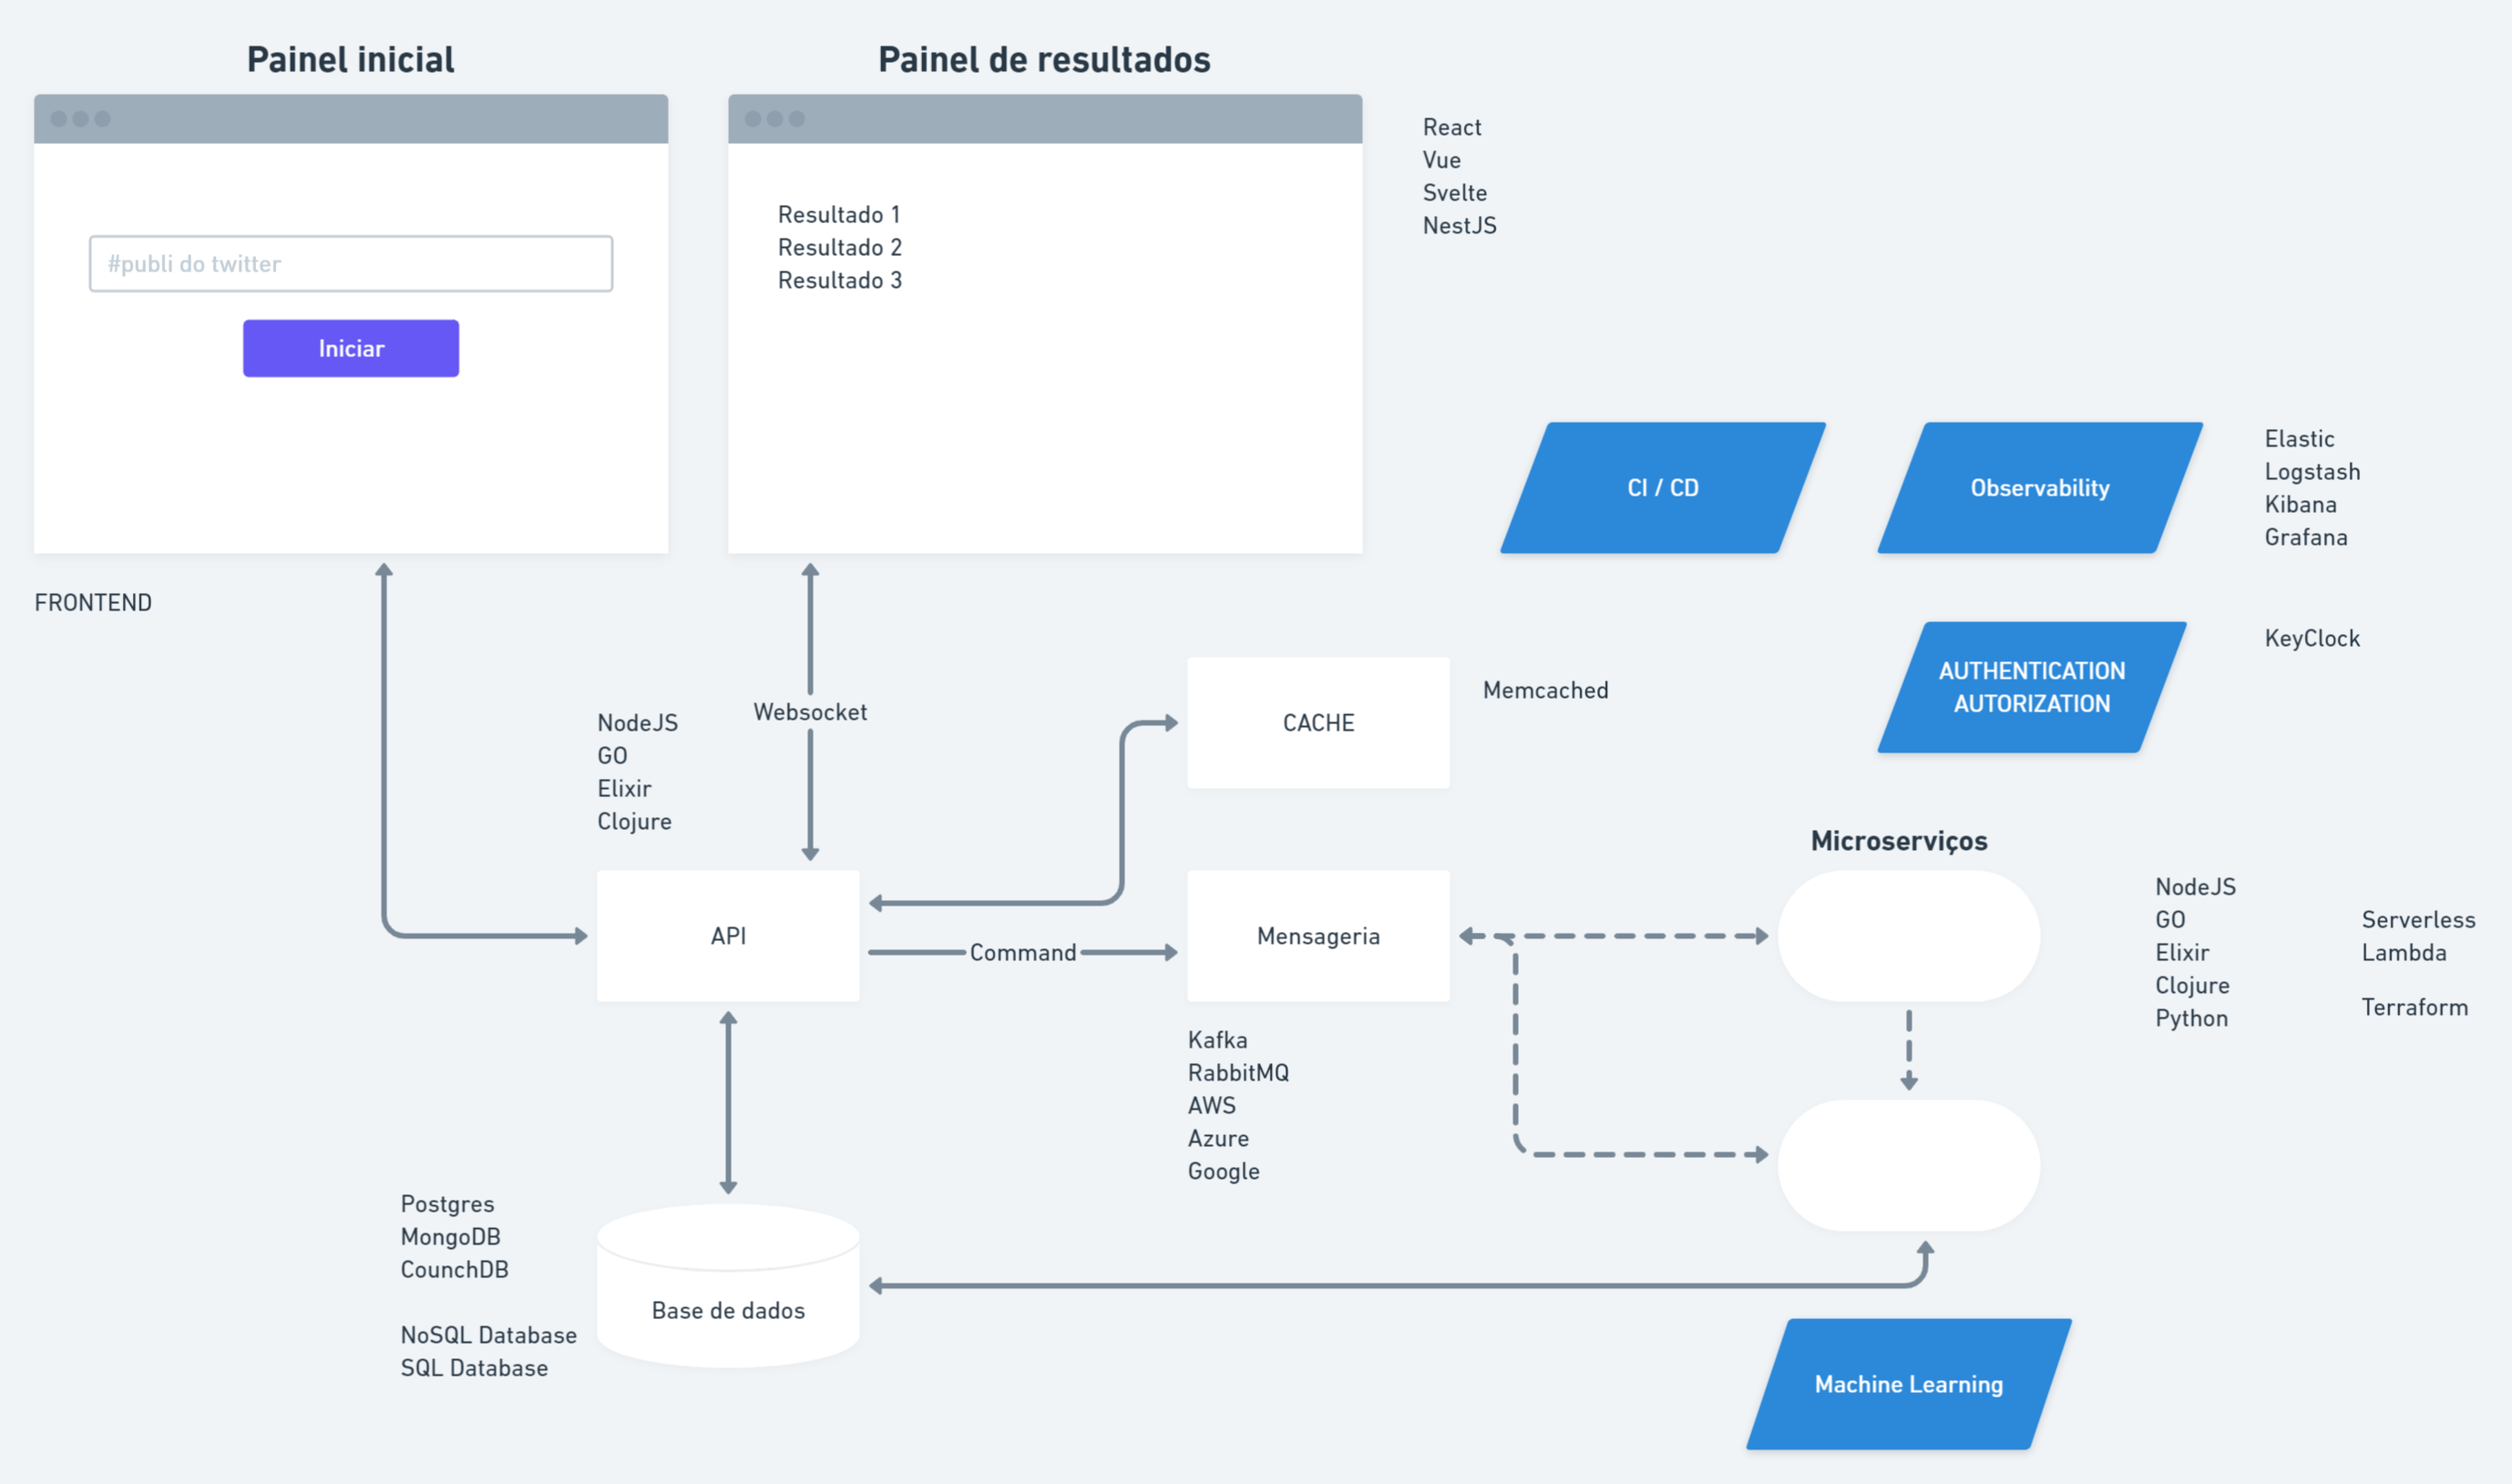 Painel inicial
Painel de resultados
#publi do twitter
Iniciar
Resultado 1
Resultado 2
Resultado 3
React
Vue
Svelte
NestJS
CI / CD
Observability
Elastic
Logstash
Kibana
Grafana
FRONTEND
AUTHENTICATION
AUTORIZATION
KeyClock
NodeJS
GO
Elixir
Clojure
Websocket
CACHE
Memcached
API
Command
Mensageria
Kafka
RabbitMQ
AWS
Azure
Google
Microserviços
NodeJS
GO
Elixir
Clojure
Python
Serverless
Lambda
Terraform
Postgres
MongoDB
CounchDB
NoSQL Database
SQL Database
Base de dados
Machine Learning